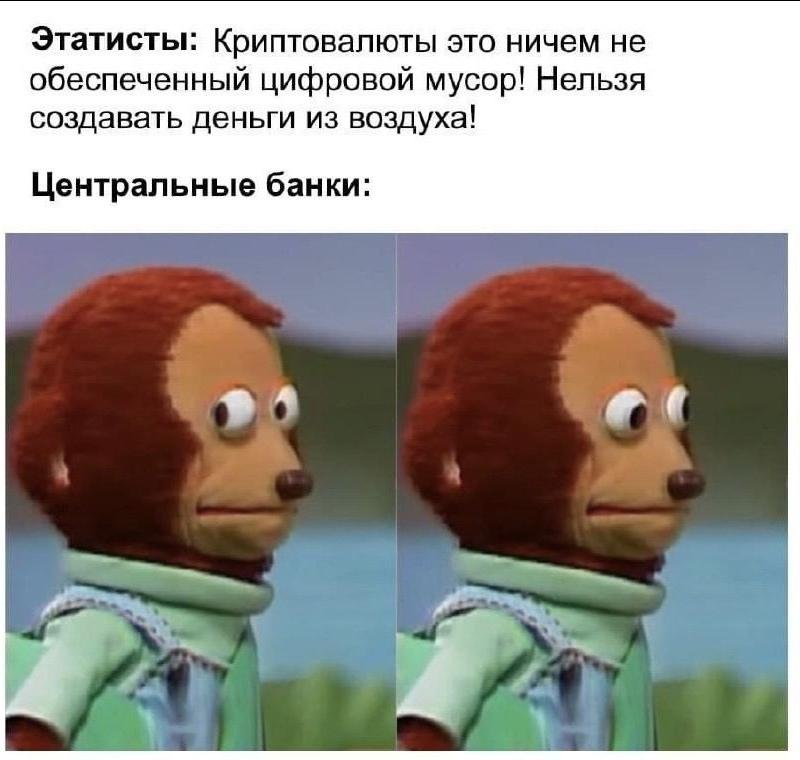 Этатисты: Криптовалюты это ничем не
обеспеченный цифровой мусор! Нельзя
создавать деньги из воздуха!
Центральные банки: